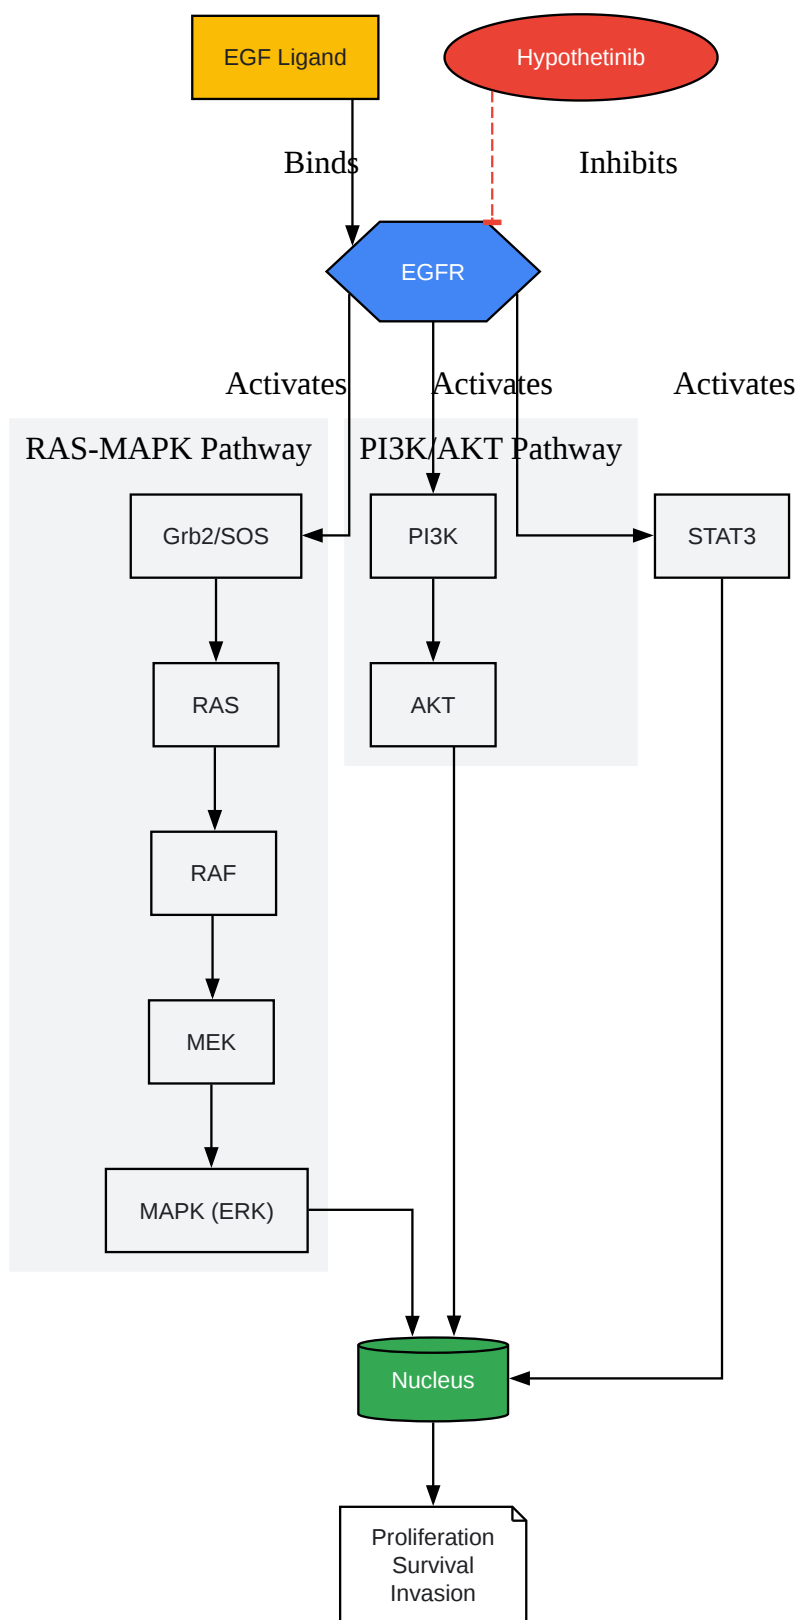 EGF Ligand
Hypothetinib
Binds
Inhibits
EGFR
Activates
Activates
Activates
RAS-MAPK Pathway
PI3K/AKT Pathway
Grb2/SOS
PI3K
STAT3
RAS
AKT
RAF
MEK
MAPK (ERK)
Nucleus
Proliferation
Survival
Invasion